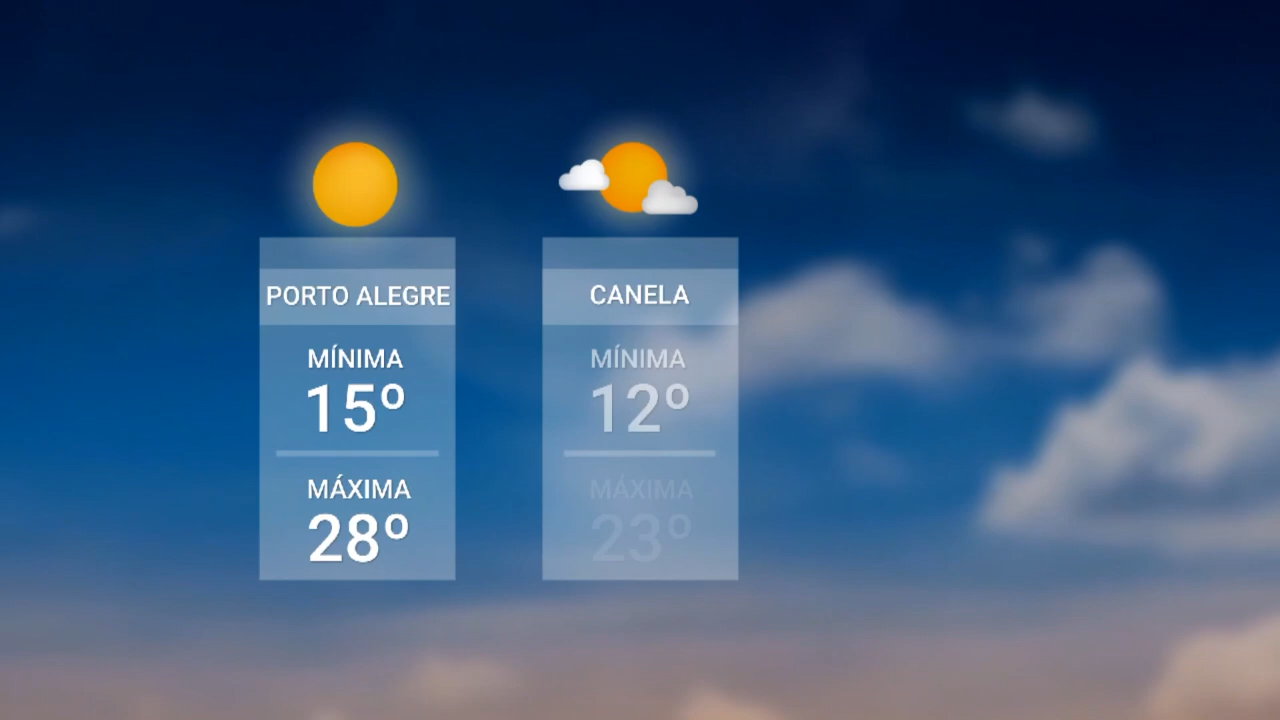 PORTO ALEGRE
MÍNIMA
15º
MÁXIMA
28º
CANELA
MÍNIMA
12º
MÁXIMA
23º